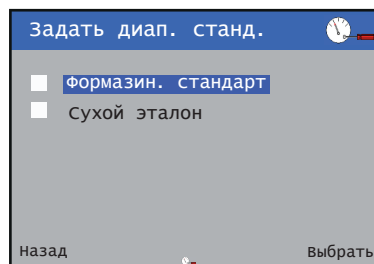 Задать диап. станд.
Формазин. стандарт
Сухой эталон
Назад Выбрать